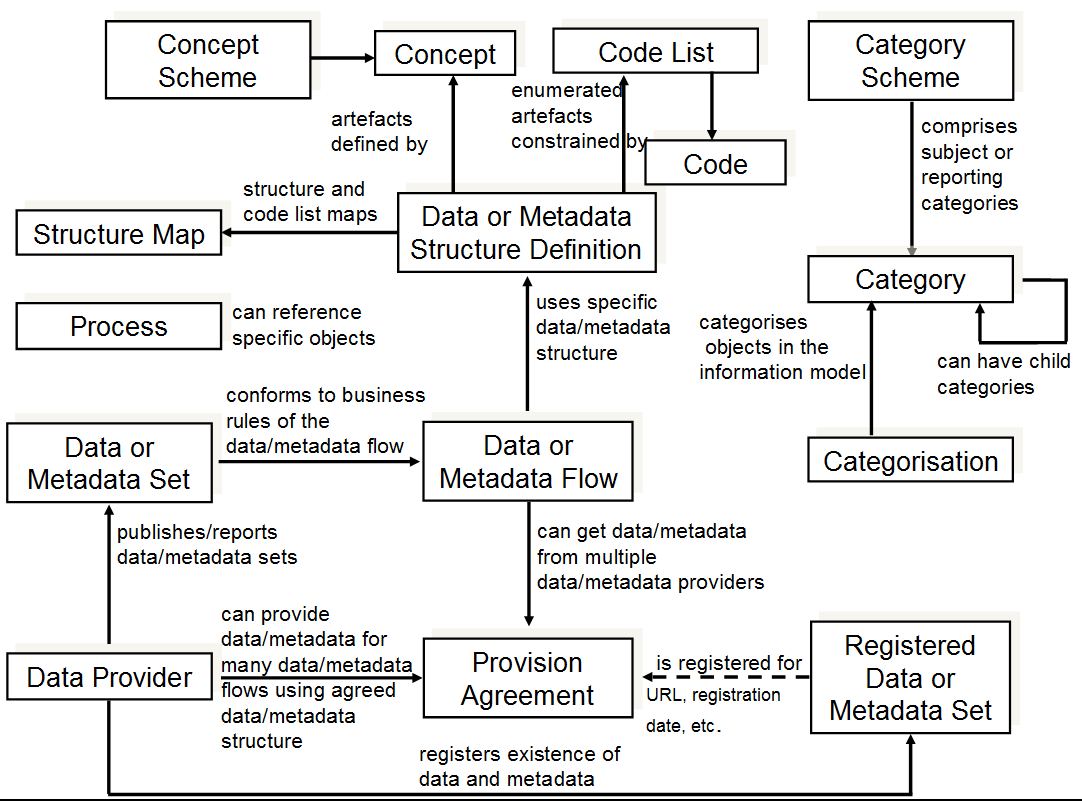 Concept
Scheme
Concept
Code List
Category
Scheme
artefacts
defined by
enumerated
artefacts
constrained by
Code
comprises
subject or
reporting
categories
structure and
code list maps
Structure Map
Data or Metadata
Structure Definition
Category
Process
can reference
specific objects
uses specific
data/metadata
structure
categorises
objects in the
information model
can have child
categories
conforms to business
rules of the
data/metadata flow
Data or
Metadata Set
Data or
Metadata Flow
Categorisation
publishes/reports
data/metadata sets
can get data/metadata
from multiple
data/metadata providers
can provide
data/metadata for
many data/metadata
flows using agreed
data/metadata
structure
Data Provider
Provision
Agreement
is registered for
URL, registration
date, etc.
Registered
Data or
Metadata Set
registers existence of
data and metadata